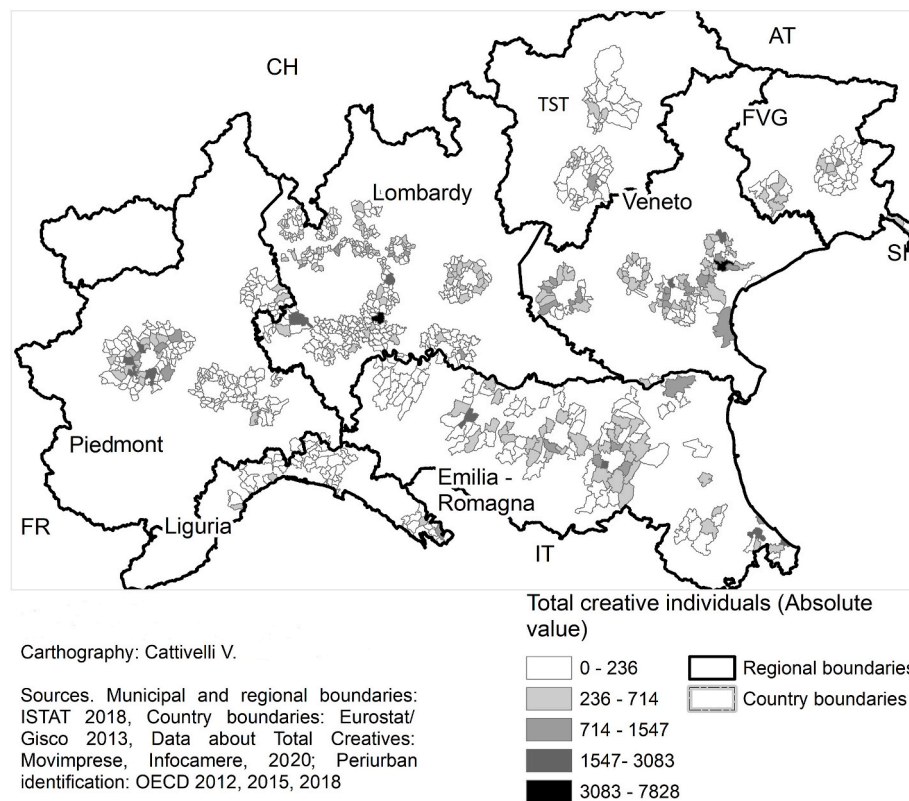 AT
CH
TST
FVG
Lombardy
Veneto
SI
Piedmont
Emilia -
Romagna
FR
Liguria
IT
Total creative individuals (Absolute
value)
0 - 236
236 - 714
714 - 1547
1547- 3083
3083 - 7828
Regional boundaries
Country boundaries
Carthography: Cattivelli V.
Sources. Municipal and regional boundaries:
ISTAT 2018, Country boundaries: Eurostat/
Gisco 2013, Data about Total Creatives:
Movimprese, Infocamere, 2020; Periurban
identification: OECD 2012, 2015, 2018